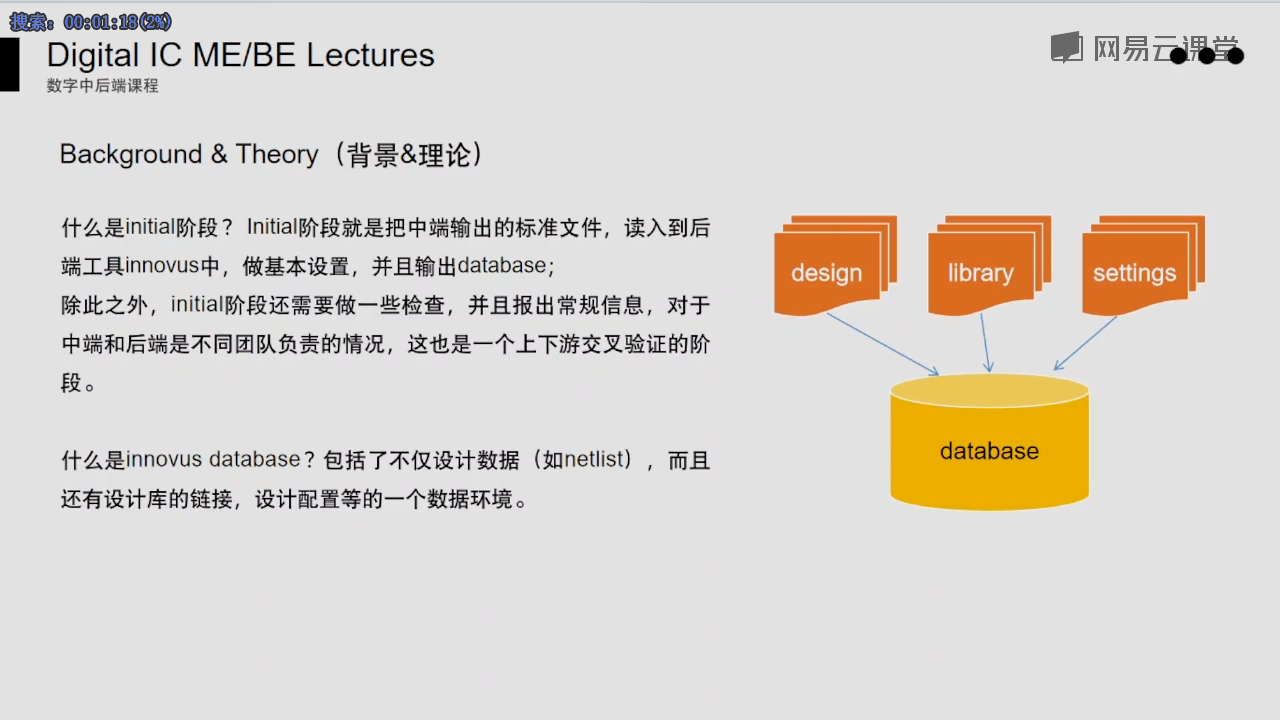 搜索: 00:01:18(2%)
Digital IC ME/BE Lectures
网易云课堂
数字中后端课程
Background & Theory（背景&理论）
什么是initial阶段？ Initial阶段就是把中端输出的标准文件，读入到后
端工具innovus中，做基本设置，并且输出database；
除此之外，initial阶段还需要做一些检查，并且报出常规信息，对于
中端和后端是不同团队负责的情况，这也是一个上下游交叉验证的阶
段。
什么是innovus database？包括了不仅设计数据（如netlist），而且
还有设计库的链接，设计配置等的一个数据环境。
design
library
settings
database